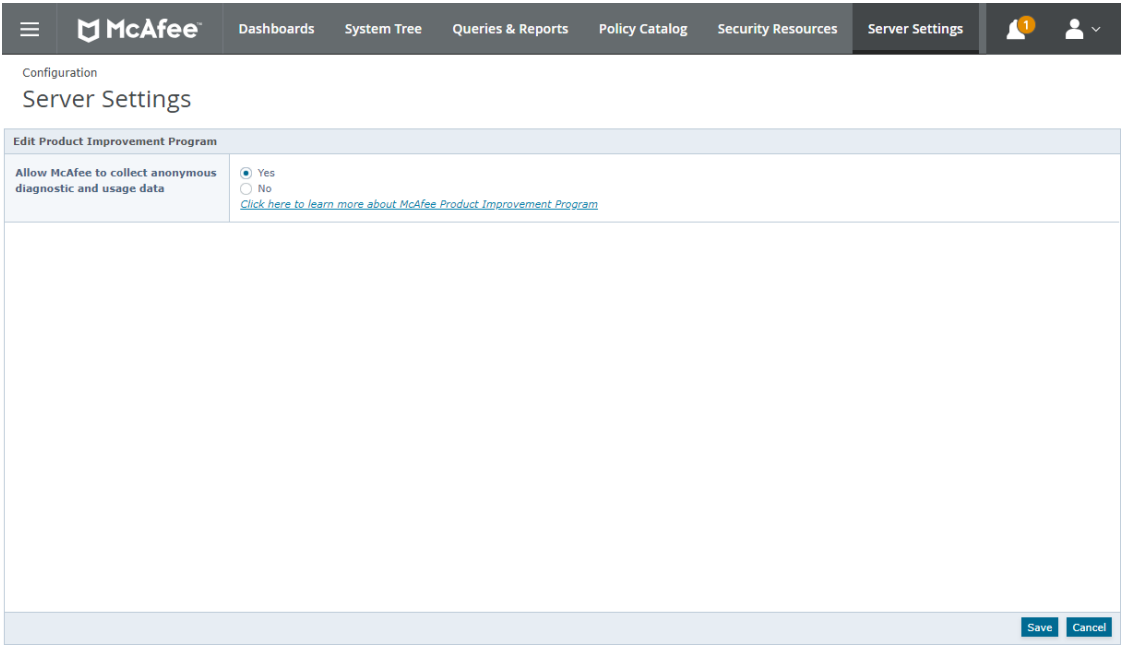 McAfee™
Dashboards
System Tree
Queries & Reports
Policy Catalog
Security Resources
Server Settings
1
Configuration
Server Settings
Edit Product Improvement Program
Allow McAfee to collect anonymous
diagnostic and usage data
Yes
No
Click here to learn more about McAfee Product Improvement Program
Save
Cancel